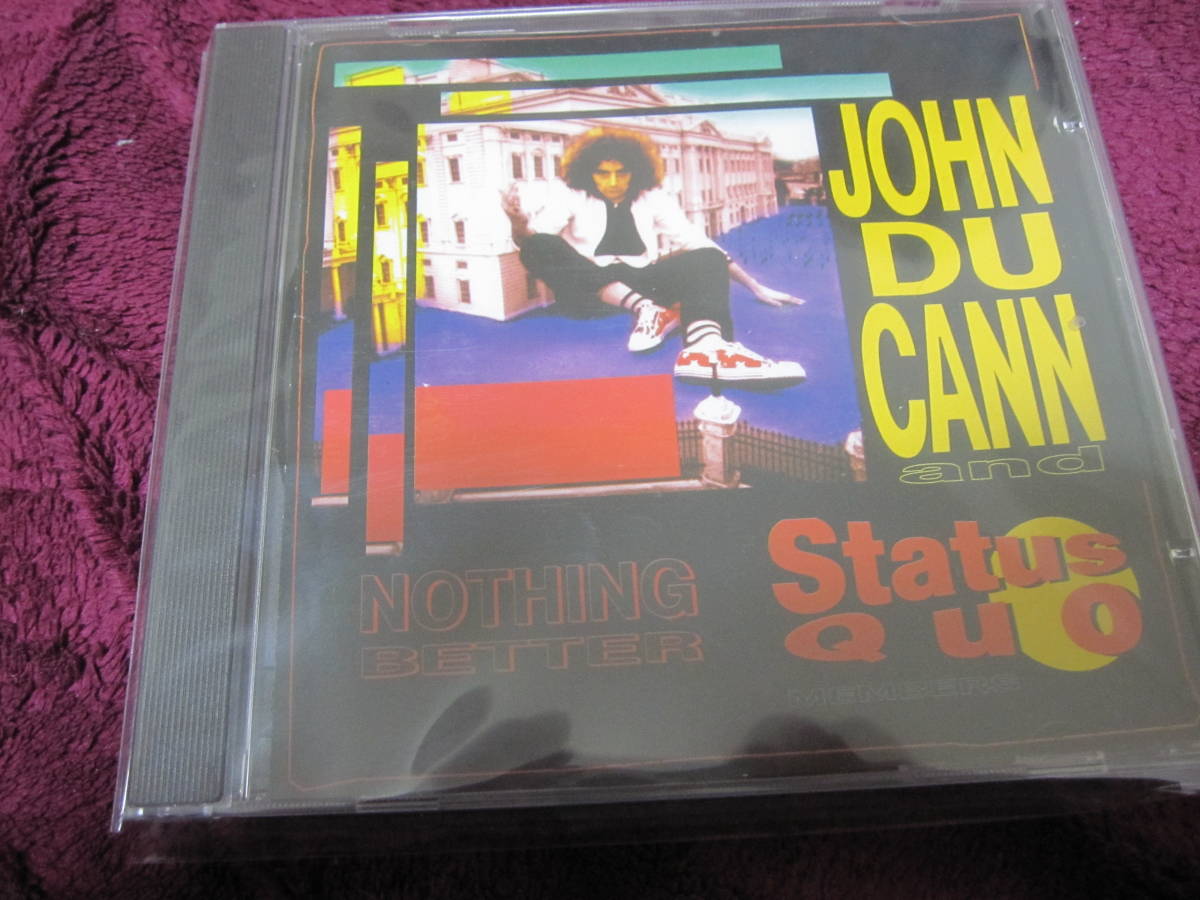 JOHN
DU
CANN
and
Status
Quo
MEMBERS
NOTHING
BETTER